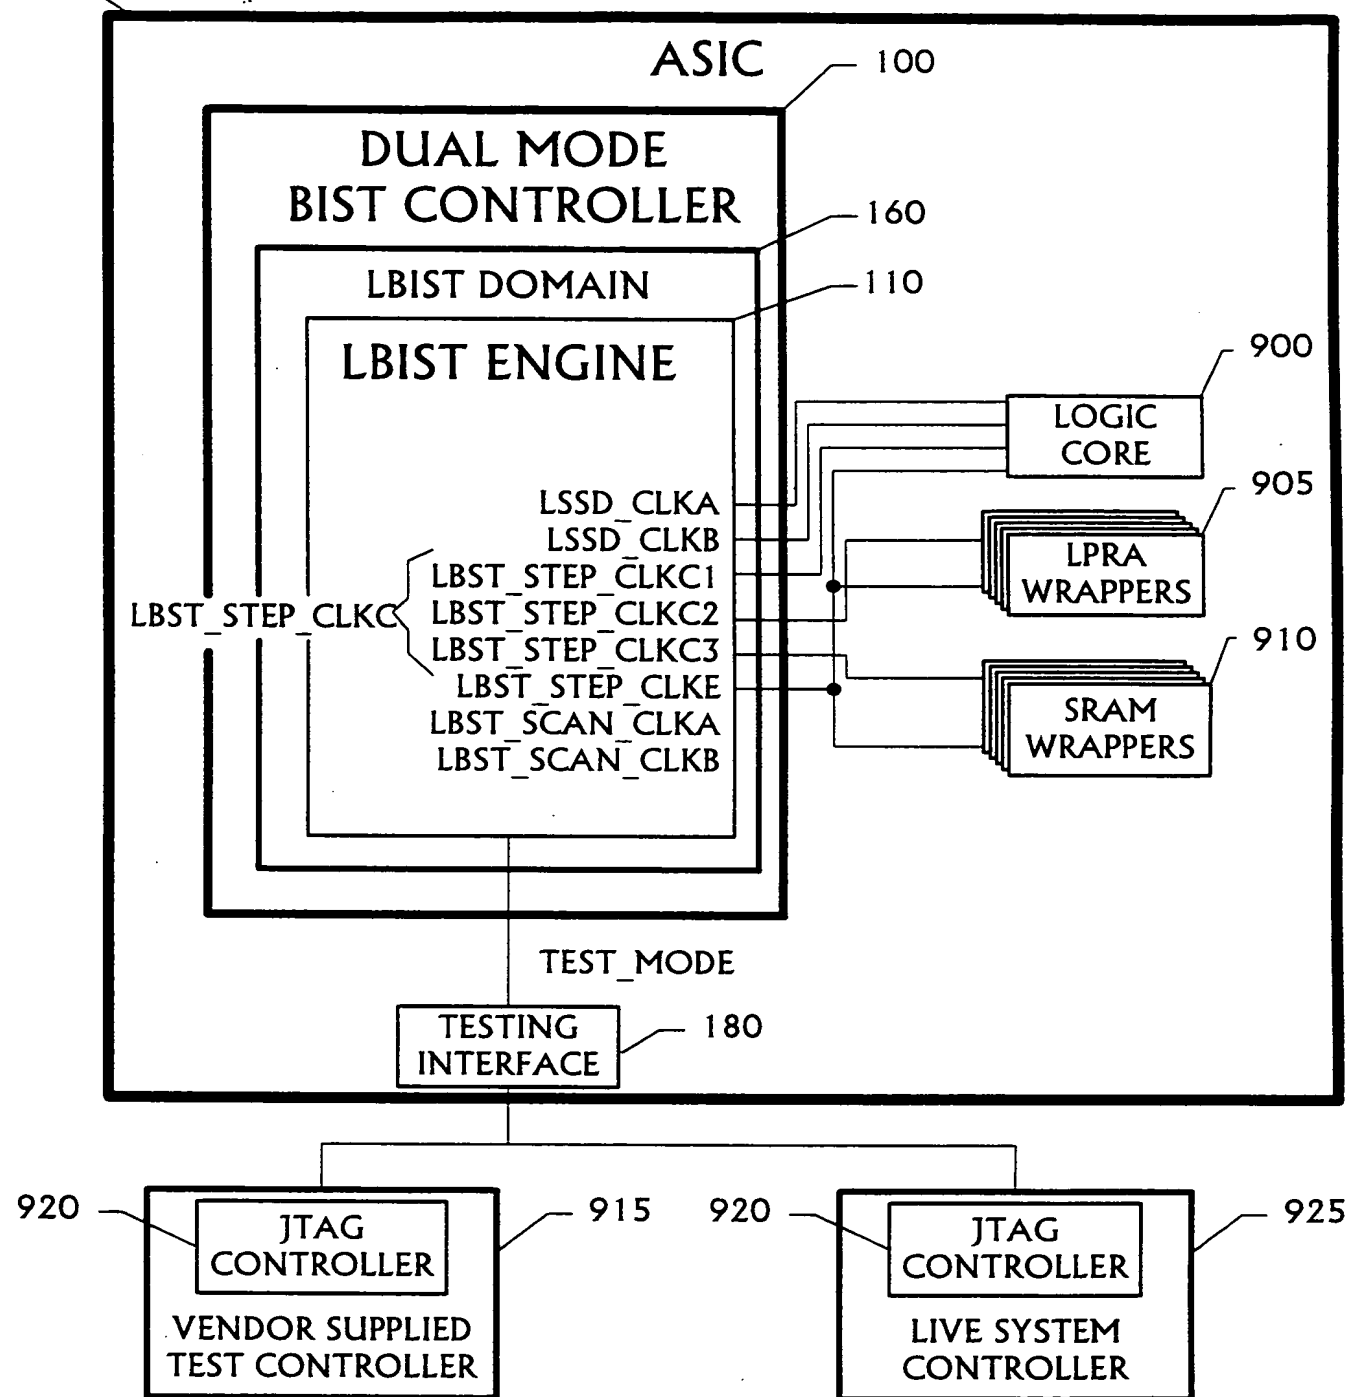 ASIC
100
DUAL MODE
BIST CONTROLLER
160
LBIST DOMAIN
110
LBIST ENGINE
900
LOGIC
CORE
905
LSSD_CLKA
LSSD_CLKB
LBST_STEP_CLKC1
LBST_STEP_CLKC
LBST_STEP_CLKC2
LBST_STEP_CLKC3
LBST_STEP_CLKE
LBST_SCAN_CLKA
LBST_SCAN_CLKB
LPRA
WRAPPERS
910
SRAM
WRAPPERS
TEST_MODE
TESTING
INTERFACE
180
920
JTAG
CONTROLLER
915
VENDOR SUPPLIED
TEST CONTROLLER
920
JTAG
CONTROLLER
925
LIVE SYSTEM
CONTROLLER